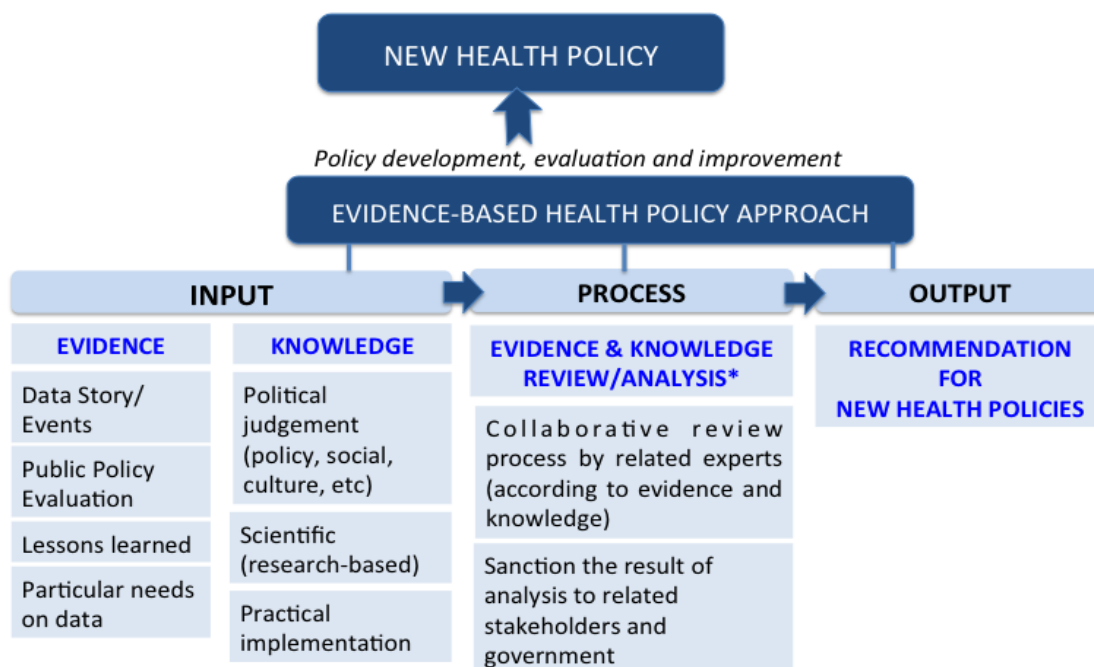 NEW HEALTH POLICY
Policy development, evaluation and improvement
EVIDENCE-BASED HEALTH POLICY APPROACH
INPUT
EVIDENCE
Data Story/
Events
Public Policy
Evaluation
Lessons learned
Particular needs
on data
KNOWLEDGE
Political
judgement
(policy, social,
culture, etc)
Scientific
(research-based)
Practical
implementation
PROCESS
EVIDENCE & KNOWLEDGE
REVIEW/ANALYSIS*
Collaborative review
process by related experts
(according to evidence and
knowledge)
Sanction the result of
analysis to related
stakeholders and
government
OUTPUT
RECOMMENDATION
FOR
NEW HEALTH POLICIES